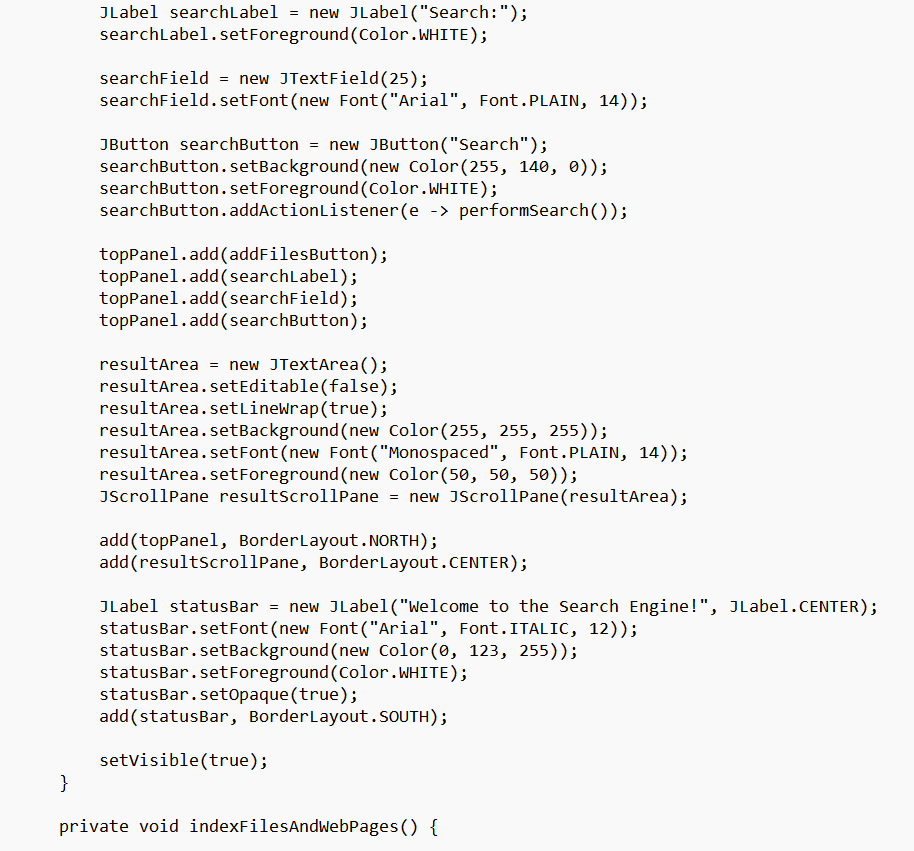 JLabel searchLabel = new JLabel("Search:");
searchLabel.setForeground(Color.WHITE);
searchField = new JTextField(25);
searchField.setFont(new Font("Arial", Font.PLAIN, 14));
JButton searchButton = new JButton("Search");
searchButton.setBackground(new Color(255, 140, 0));
searchButton.setForeground(Color.WHITE);
searchButton.addActionListener(e -> performSearch());
topPanel.add(addFilesButton);
topPanel.add(searchLabel);
topPanel.add(searchField);
topPanel.add(searchButton);
resultArea = new JTextArea();
resultArea.setEditable(false);
resultArea.setLineWrap(true);
resultArea.setBackground(new Color(255, 255, 255));
resultArea.setFont(new Font("Monospaced", Font.PLAIN, 14));
resultArea.setForeground(new Color(50, 50, 50));
JScrollPane resultScrollPane = new JScrollPane(resultArea);
add(topPanel, BorderLayout.NORTH);
add(resultScrollPane, BorderLayout.CENTER);
JLabel statusBar = new JLabel("Welcome to the Search Engine!", JLabel.CENTER);
statusBar.setFont(new Font("Arial", Font.ITALIC, 12));
statusBar.setBackground(new Color(0, 123, 255));
statusBar.setForeground(Color.WHITE);
statusBar.setOpaque(true);
add(statusBar, BorderLayout.SOUTH);
setVisible(true);
}
private void indexFilesAndWebPages() {